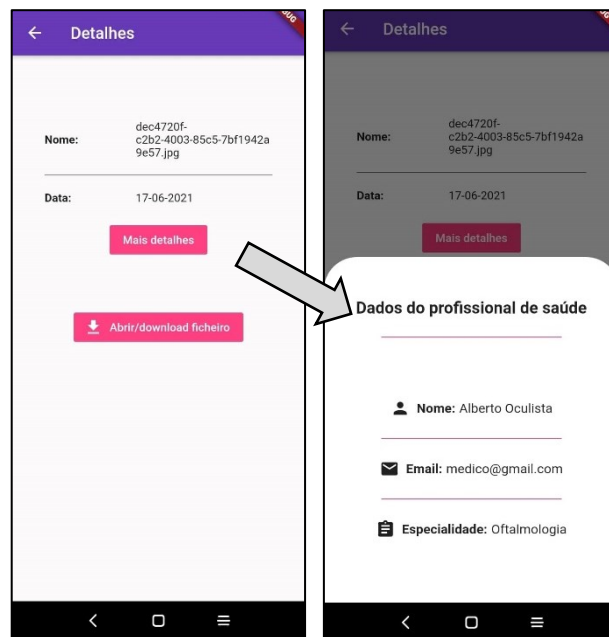 Detalhes
Nome:
dec4720f-
c2b2-4003-85c5-7bf1942a
9e57.jpg
Data:
17-06-2021
Mais detalhes
Abrir/download ficheiro
Detalhes
Nome:
dec4720f-
c2b2-4003-85c5-7bf1942a
9e57.jpg
Data:
17-06-2021
Mais detalhes
Dados do profissional de saúde
Nome: Alberto Oculista
Email: medico@gmail.com
Especialidade: Oftalmologia